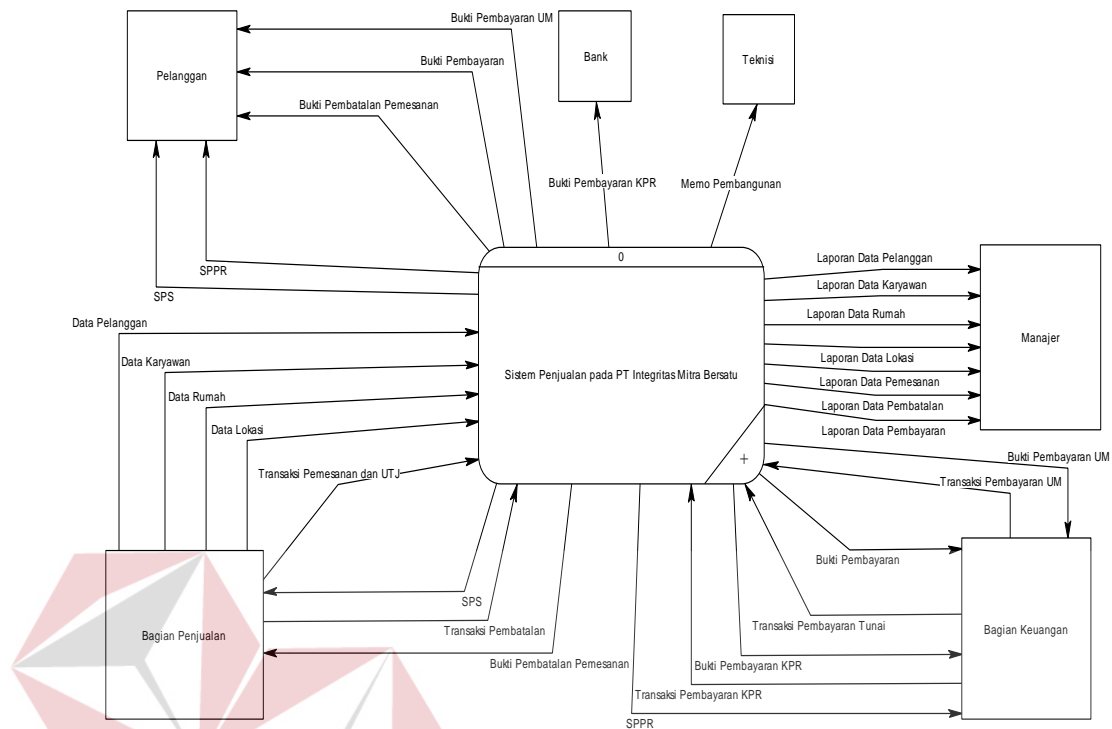 Bukti Pembayaran UM
Bukti Pembayaran
Bukti Pembatalan Pemesanan
Pelanggan
Bank
Teknisi
Bukti Pembayaran KPR
Memo Pembangunan
SPPR
SPS
0
Sistem Penjualan pada PT Integritas Mitra Bersatu
+
Laporan Data Pelanggan
Laporan Data Karyawan
Laporan Data Rumah
Laporan Data Lokasi
Laporan Data Pemesanan
Laporan Data Pembatalan
Laporan Data Pembayaran
Manajer
Data Pelanggan
Data Karyawan
Data Rumah
Data Lokasi
Transaksi Pemesanan dan UTJ
Bukti Pembayaran UM
Transaksi Pembayaran UM
Bukti Pembayaran
SPS
Transaksi Pembatalan
Bukti Pembatalan Pemesanan
Bagian Penjualan
Transaksi Pembayaran Tunai
Bukti Pembayaran KPR
Transaksi Pembayaran KPR
SPPR
Bagian Keuangan